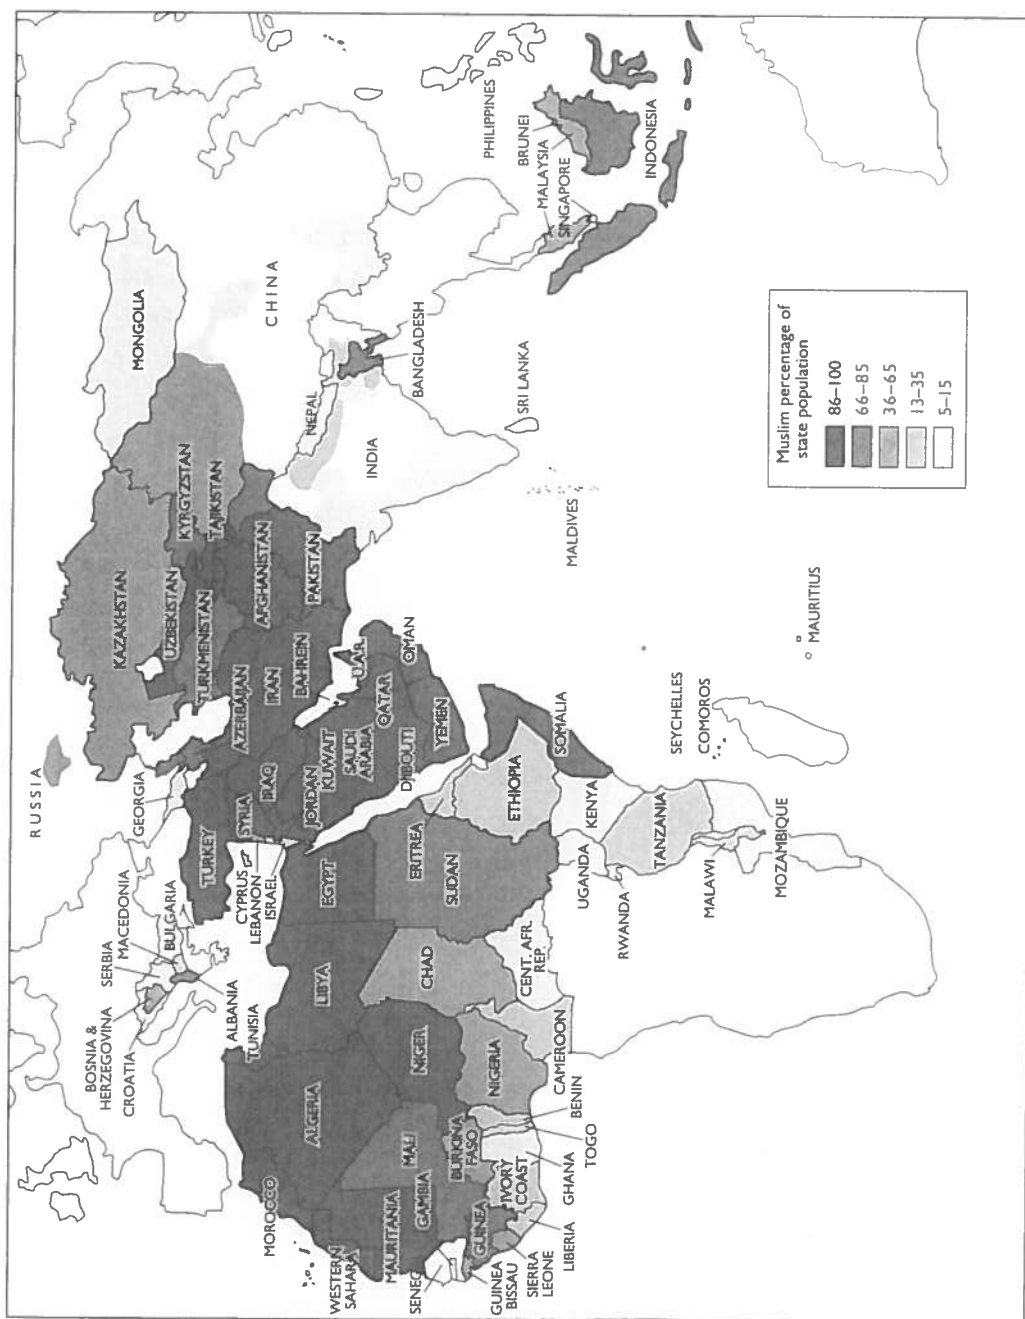 RUSSIA
KAZAKHSTAN
MONGOLIA
GEORGIA
UZBEKISTAN
KYRGYZSTAN
TAJIKISTAN
TURKMENISTAN
CHINA
BOSNIA &
HERZEGOVINA
CROATIA
SERBIA
MACEDONIA
BULGARIA
ALBANIA
TUNISIA
TURKEY
CYPRUS
LEBANON
ISRAEL
SYRIA
IRAQ
AZERBAIJAN
IRAN
BAHREIN
AFGHANISTAN
PAKISTAN
NEPAL
INDIA
BANGLADESH
SRI LANKA
MALDIVES
PHILIPPINES
BRUNEI
MALAYSIA
SINGAPORE
INDONESIA
MOROCCO
ALGERIA
LIBYA
EGYPT
JORDAN
KUWAIT
SAUDI
ARABIA
QATAR
U.A.R.
OMAN
YEMEN
DJIBOUTI
WESTERN
SAHARA
MAURITANIA
MALI
NIGER
CHAD
SUDAN
ERITREA
ETHIOPIA
SOMALIA
SENEG
GAMBIA
GUINEA
BISSAU
GUINEA
SIERRA
LEONE
LIBERIA
IVORY
COAST
BURKINA
FASO
GHANA
TOGO
BENIN
NIGERIA
CAMEROON
CENT. AFR.
REP.
UGANDA
KENYA
RWANDA
TANZANIA
MALAWI
MOZAMBIQUE
SEYCHELLES
COMOROS
MAURITIUS
Muslim percentage of
state population
86–100
66–85
36–65
13–35
5–15